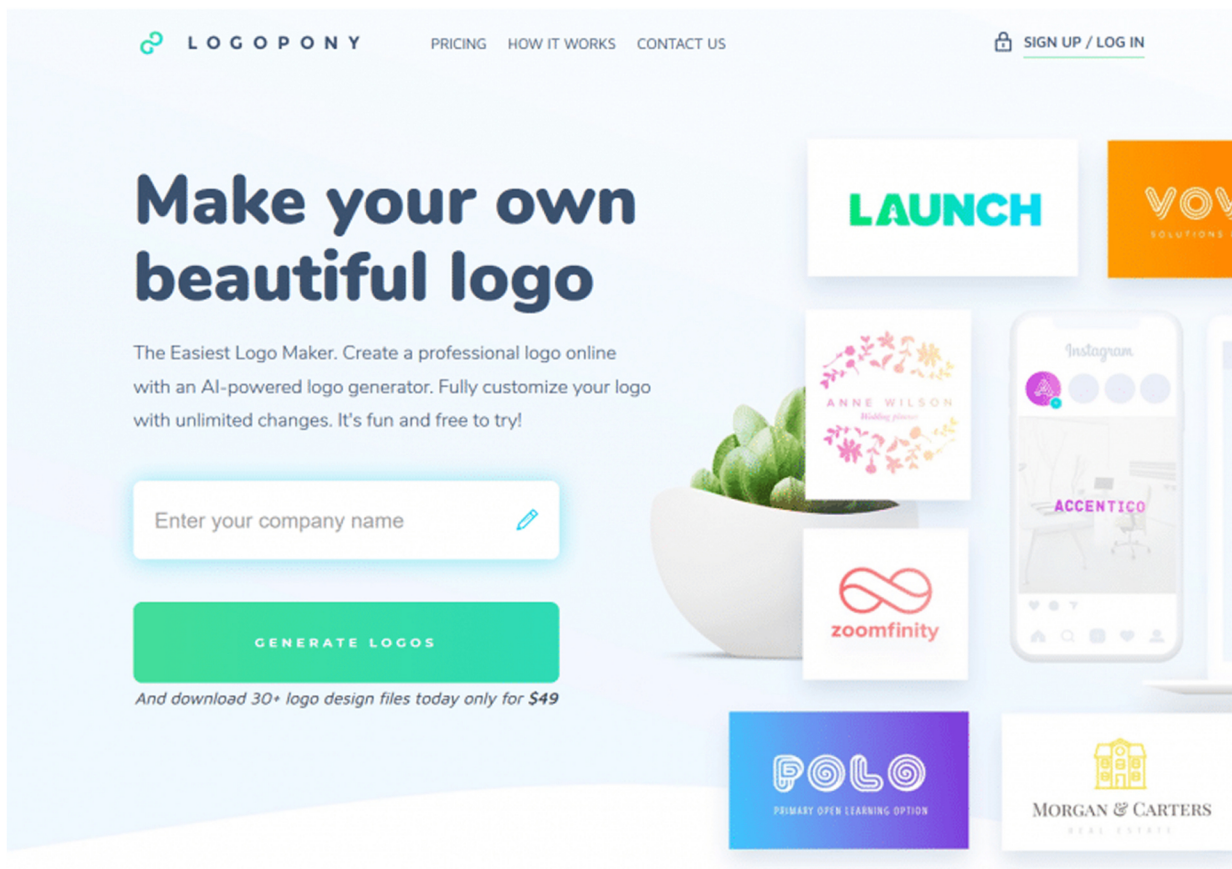 LOGOPONY
PRICING HOW IT WORKS CONTACT US
SIGN UP / LOG IN
Make your own
beautiful logo
The Easiest Logo Maker. Create a professional logo online
with an AI-powered logo generator. Fully customize your logo
with unlimited changes. It's fun and free to try!
Enter your company name
GENERATE LOGOS
And download 30+ logo design files today only for $49
LAUNCH
SOLUTIONS
ANNE WILSON
Wedding planner
Instagram
ACCENTICO
zoomfinity
POLO
PRIMARY OPEN LEARNING OPTION
MORGAN & CARTERS
REAL ESTATE